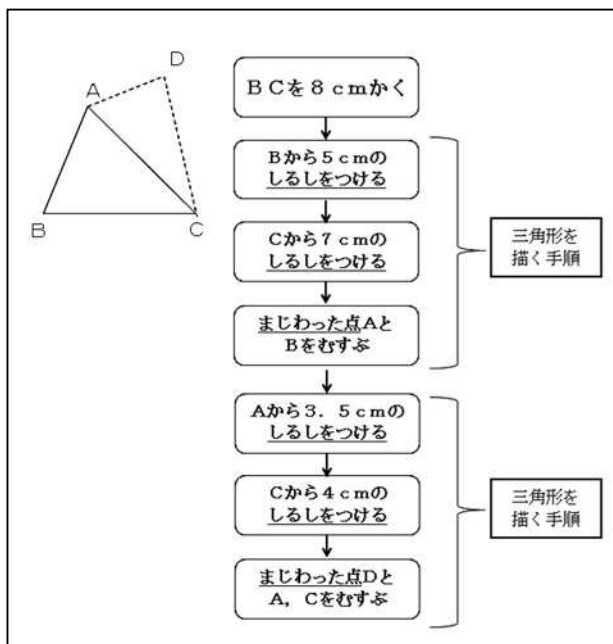 D
A
B
C
ＢＣを８ｃｍかく
Ｂから５ｃｍの
しるしをつける
Ｃから７ｃｍの
しるしをつける
まじわった点Ａと
Ｂをむすぶ
三角形を
描く手順
Ａから３．５ｃｍの
しるしをつける
Ｃから４ｃｍの
しるしをつける
まじわった点Ｄと
Ａ，Ｃをむすぶ
三角形を
描く手順